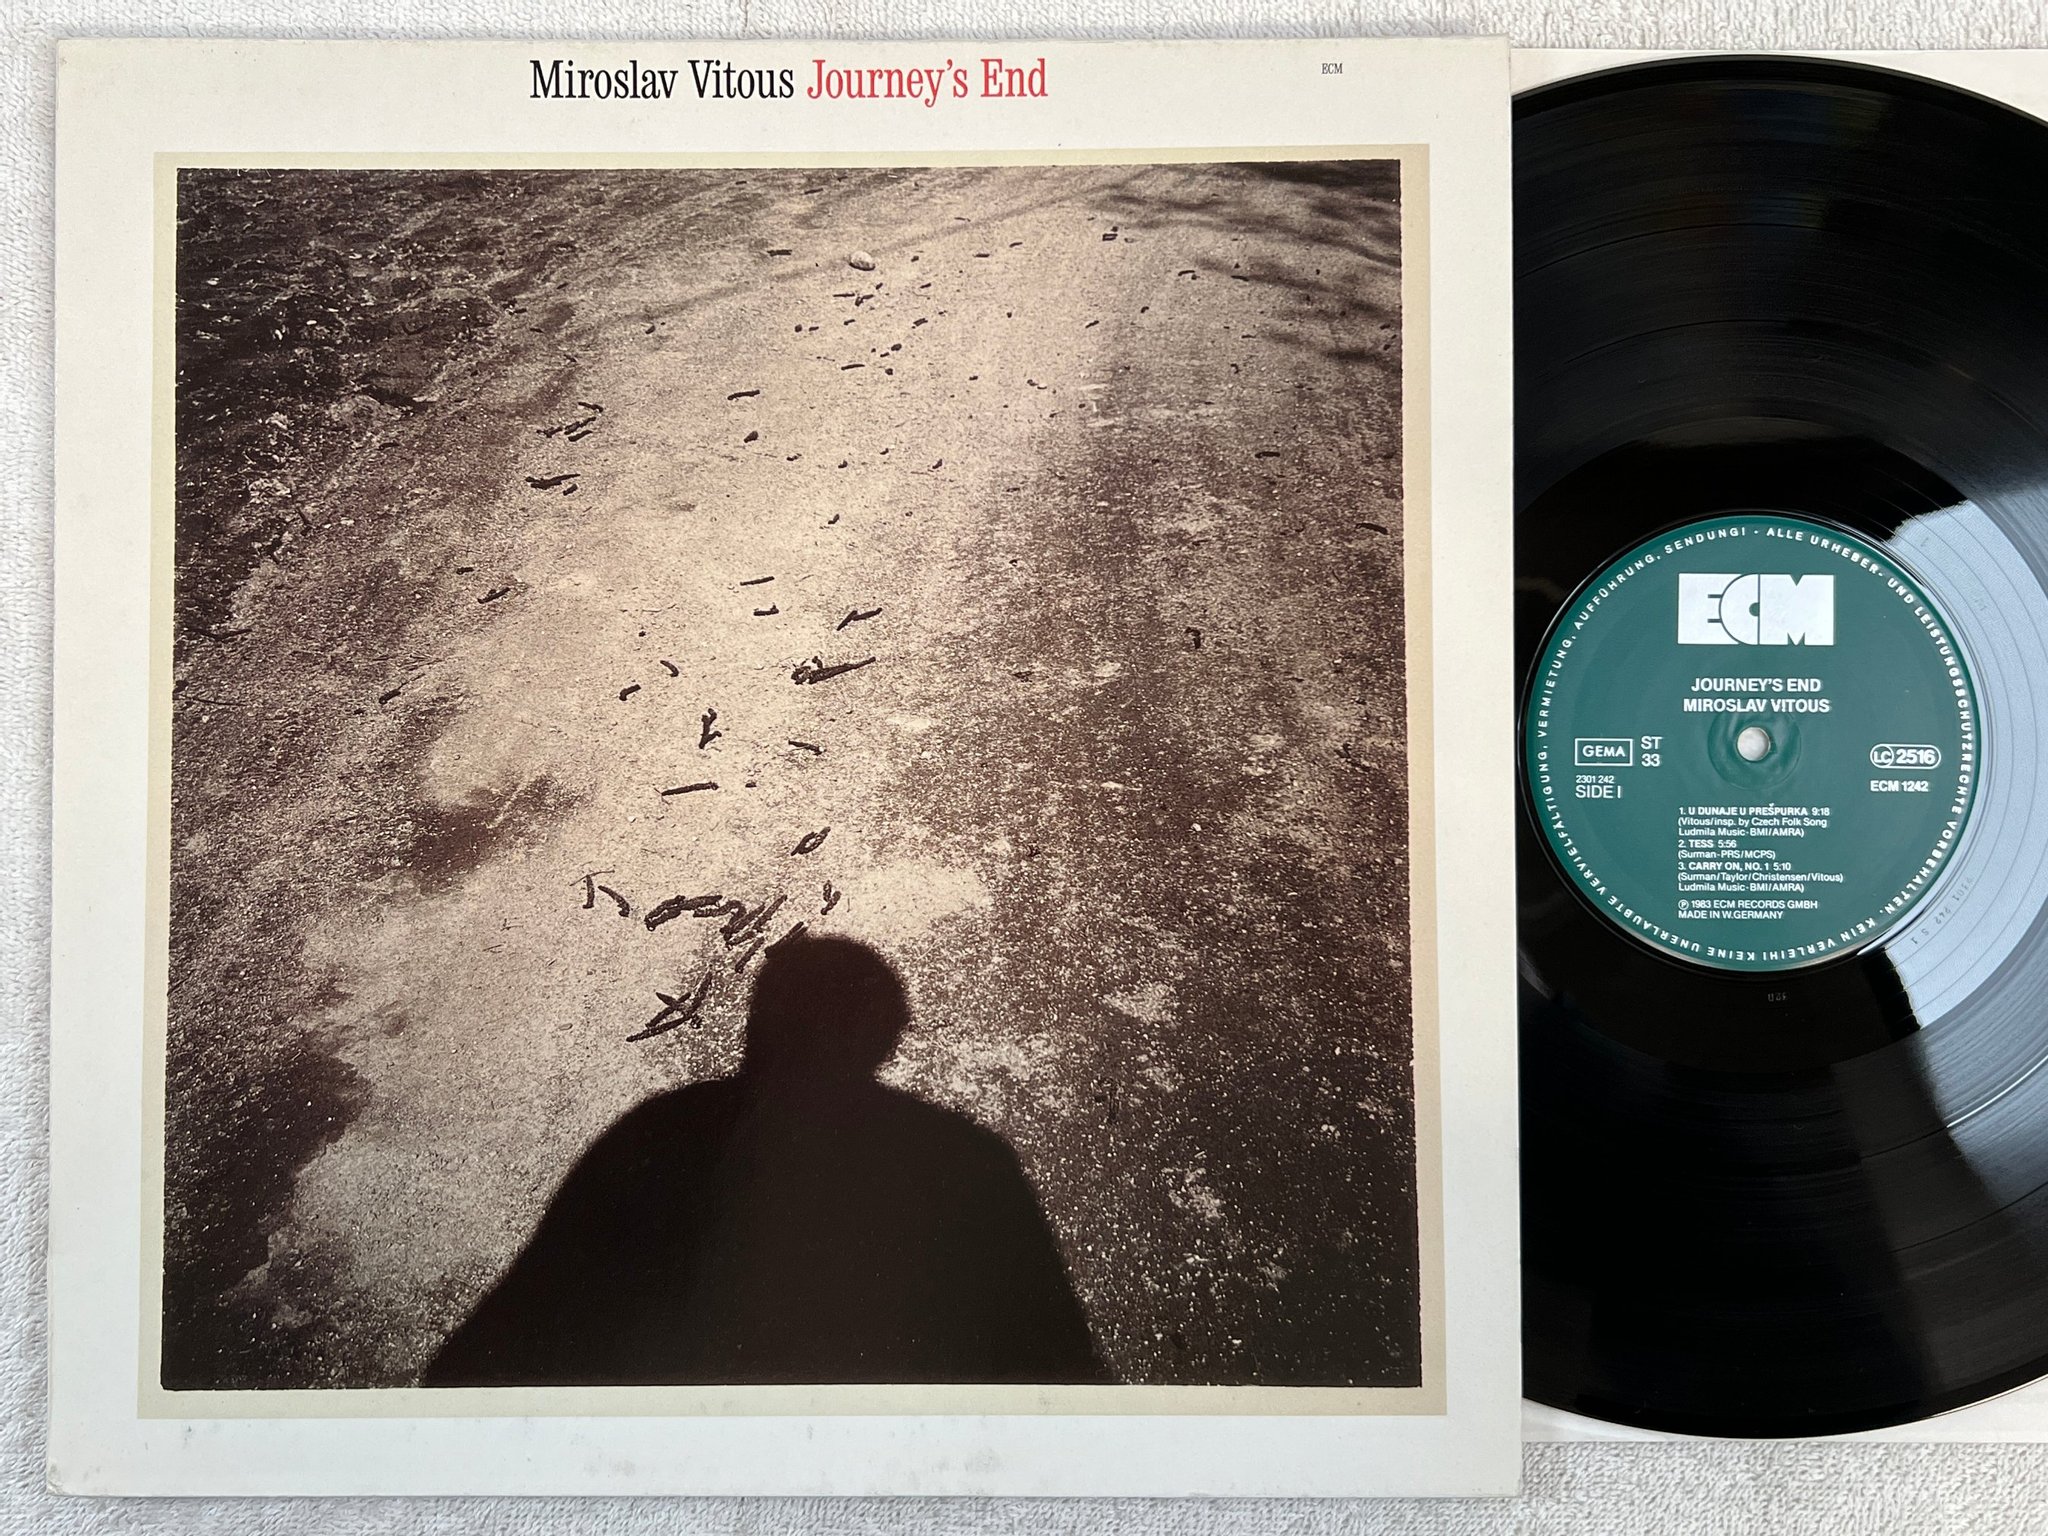 Miroslav Vitous Journey's End
ECM
ALLE URHEBER- UND LEISTUNGSSCHUTZRECHTE VORBEHALTEN. KEIN VERLEIH! KEINE UNERLAUBTE VERVIELFÄLTIGUNG, VERMIETUNG, AUFFÜHRUNG, SENDUNG! -
ECM
JOURNEY'S END
MIROSLAV VITOUS
GEMA
ST
33
LC 2516
2301 242
SIDE I
ECM 1242
1. U DUNAJE U PREŠPURKA 9:18
(Vitous/insp. by Czech Folk Song
Ludmila Music-BMI/AMRA)
2. TESS 5:56
(Surman-PRS/MCPS)
3. CARRY ON, NO. 1 5:10
(Surman/Taylor/Christensen/Vitous)
Ludmila Music-BMI/AMRA)
℗ 1983 ECM RECORDS GMBH
MADE IN W.GERMANY